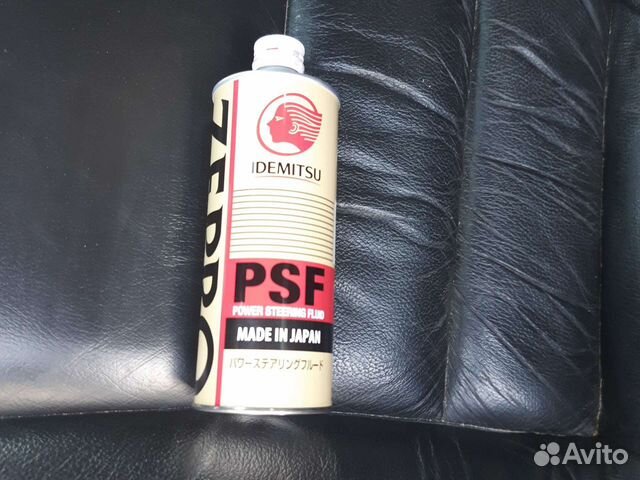 ZEPRO
IDEMITSU
PSF
POWER STEERING FLUID
MADE IN JAPAN
パワーステアリングフルード
Avito